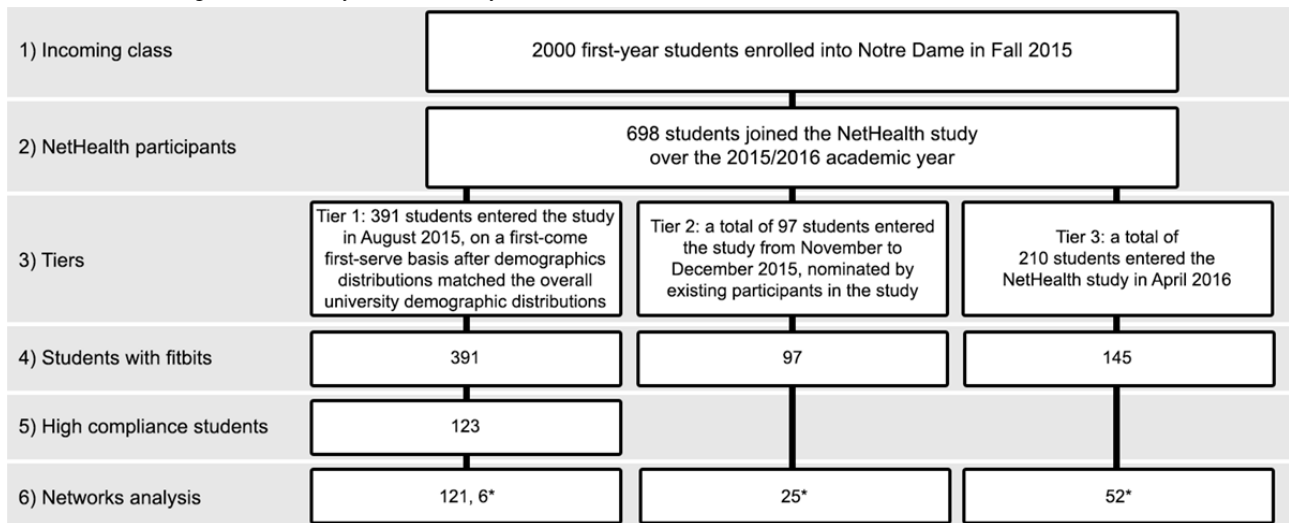 1) Incoming class
2000 first-year students enrolled into Notre Dame in Fall 2015
2) NetHealth participants
698 students joined the NetHealth study
over the 2015/2016 academic year
3) Tiers
Tier 1: 391 students entered the study
in August 2015, on a first-come
first-serve basis after demographics
distributions matched the overall
university demographic distributions
Tier 2: a total of 97 students entered
the study from November to
December 2015, nominated by
existing participants in the study
Tier 3: a total of
210 students entered the
NetHealth study in April 2016
4) Students with fitbits
391
97
145
5) High compliance students
123
6) Networks analysis
121, 6*
25*
52*